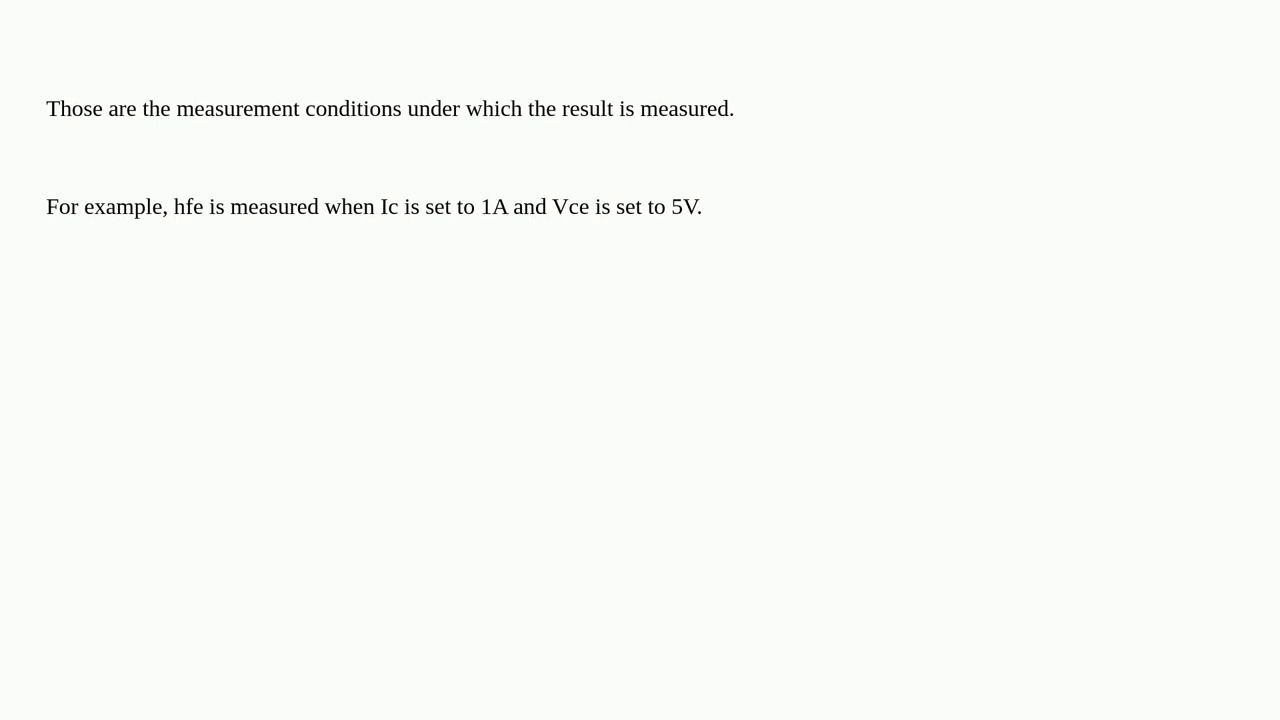 Those are the measurement conditions under which the result is measured.
For example, hfe is measured when Ic is set to 1A and Vce is set to 5V.